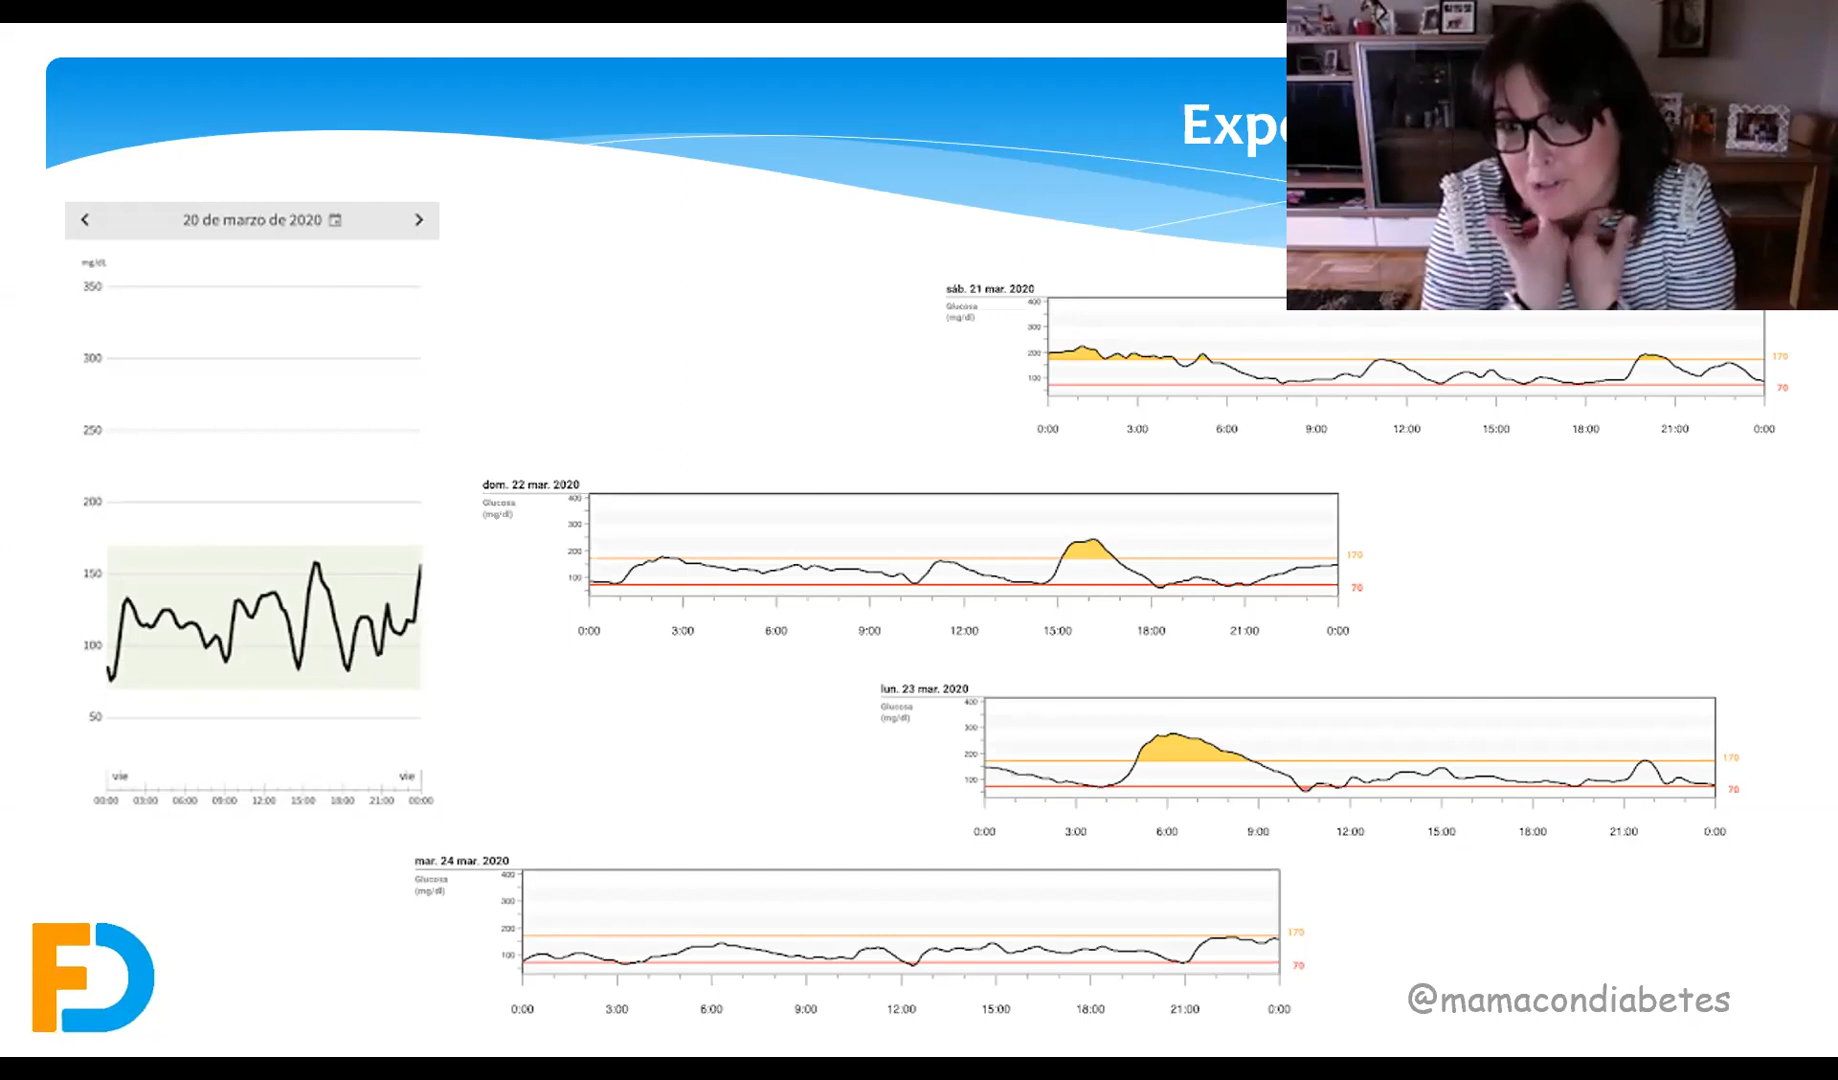 Expe
20 de marzo de 2020
mg/dL
350
300
250
200
150
100
50
vie vie
00:00 03:00 06:00 09:00 12:00 15:00 18:00 21:00 00:00
sáb. 21 mar. 2020
Glucosa
(mg/dl)
400
300
200
100
170
70
0:00 3:00 6:00 9:00 12:00 15:00 18:00 21:00 0:00
dom. 22 mar. 2020
Glucosa
(mg/dl)
400
300
200
100
170
70
0:00 3:00 6:00 9:00 12:00 15:00 18:00 21:00 0:00
lun. 23 mar. 2020
Glucosa
(mg/dl)
400
300
200
100
170
70
0:00 3:00 6:00 9:00 12:00 15:00 18:00 21:00 0:00
mar. 24 mar. 2020
Glucosa
(mg/dl)
400
300
200
100
170
70
0:00 3:00 6:00 9:00 12:00 15:00 18:00 21:00 0:00
FD
@mamacondiabetes